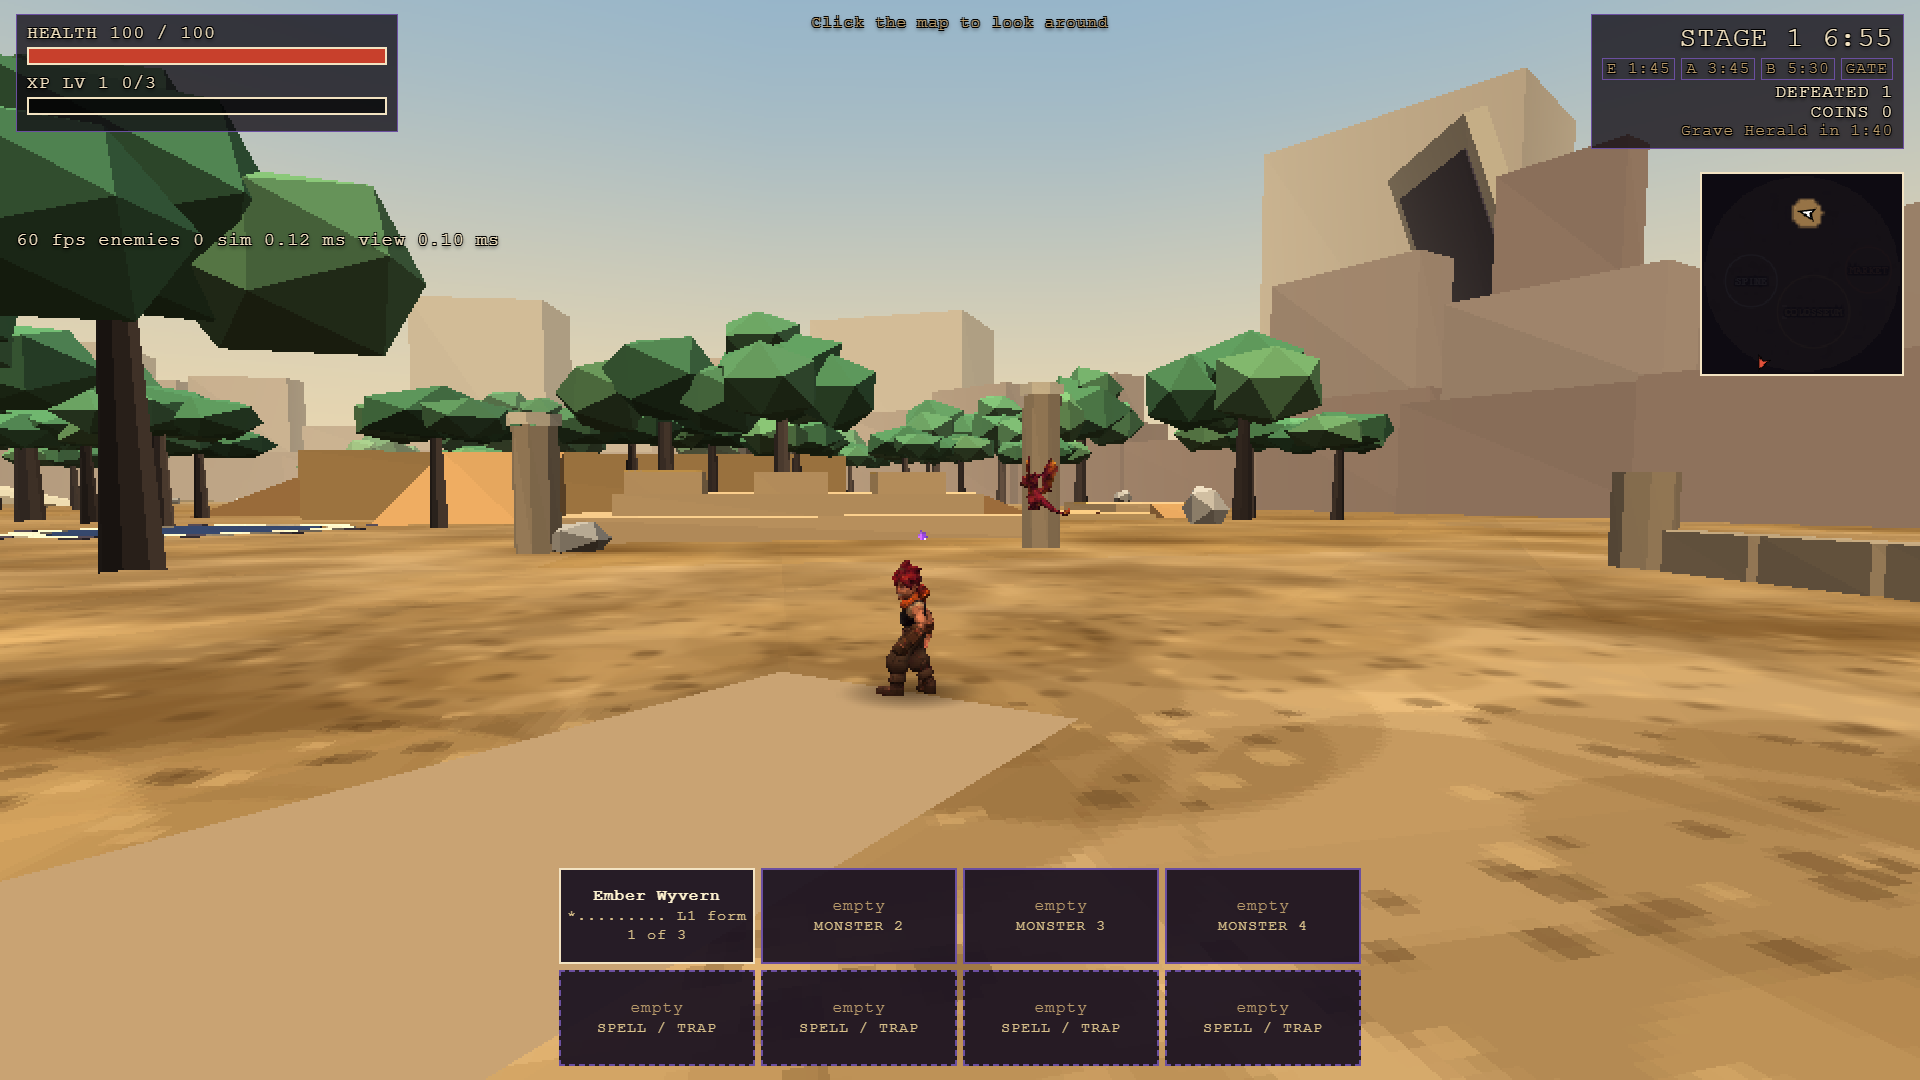 HEALTH 100 / 100
XP LV 1 0/3
Click the map to look around
STAGE 1 6:55
E 1:45 A 3:45 B 5:30 GATE
DEFEATED 1
COINS 0
Grave Herald in 1:40
60 fps enemies 0 sim 0.12 ms view 0.10 ms
Ember Wyvern
*......... L1 form
1 of 3
empty
MONSTER 2
empty
MONSTER 3
empty
MONSTER 4
empty
SPELL / TRAP
empty
SPELL / TRAP
empty
SPELL / TRAP
empty
SPELL / TRAP